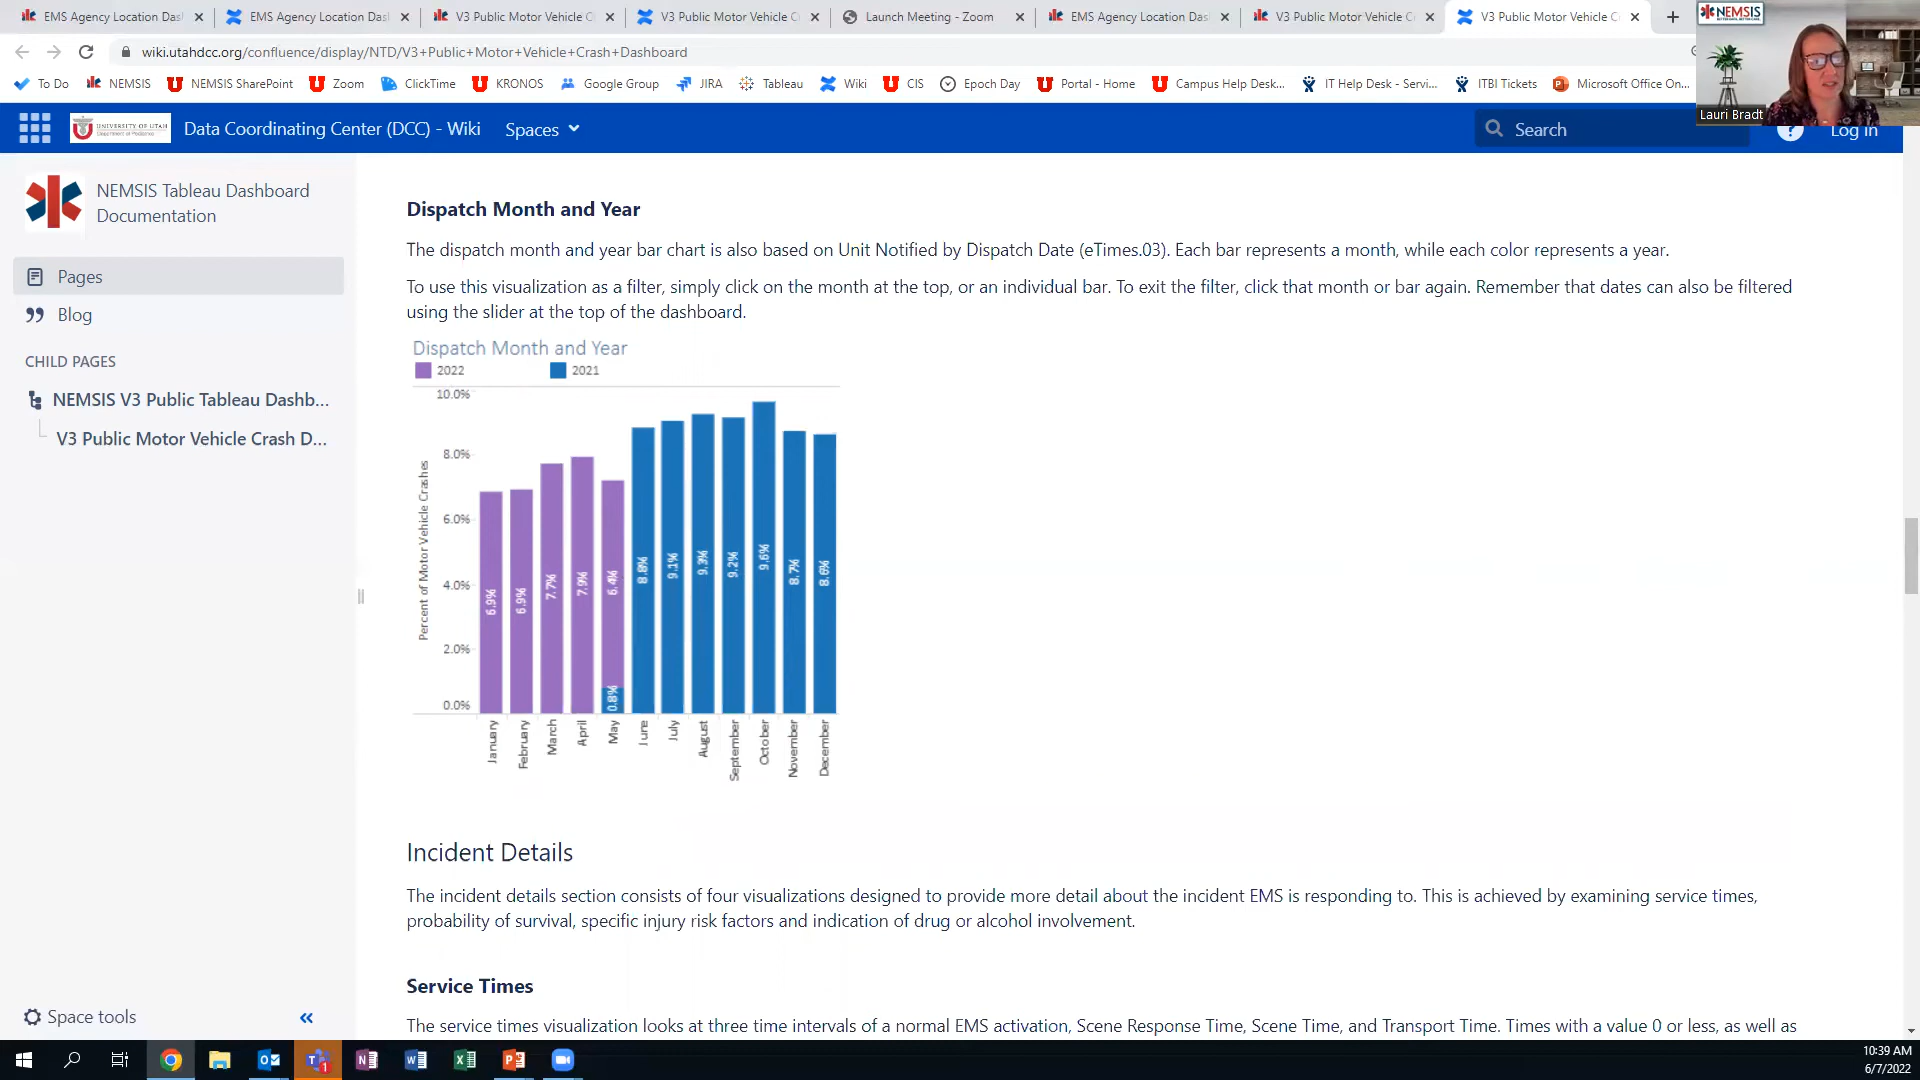 EMS Agency Location Das
EMS Agency Location Das
V3 Public Motor Vehicle C
V3 Public Motor Vehicle C
Launch Meeting - Zoom
EMS Agency Location Das
V3 Public Motor Vehicle C
V3 Public Motor Vehicle C
NEMSIS
wiki.utahdcc.org/confluence/display/NTD/V3+Public+Motor+Vehicle+Crash+Dashboard
To Do
NEMSIS
NEMSIS SharePoint
Zoom
ClickTime
KRONOS
Google Group
JIRA
Tableau
Wiki
CIS
Epoch Day
Portal - Home
Campus Help Desk...
IT Help Desk - Servi...
ITBI Tickets
Microsoft Office On...
Lauri Bradt
UNIVERSITY OF UTAH
Data Coordinating Center (DCC) - Wiki
Spaces
Search
Log in
NEMSIS Tableau Dashboard
Documentation
Pages
Blog
CHILD PAGES
NEMSIS V3 Public Tableau Dashb...
V3 Public Motor Vehicle Crash D...
Space tools
Dispatch Month and Year
The dispatch month and year bar chart is also based on Unit Notified by Dispatch Date (eTimes.03). Each bar represents a month, while each color represents a year.
To use this visualization as a filter, simply click on the month at the top, or an individual bar. To exit the filter, click that month or bar again. Remember that dates can also be filtered
using the slider at the top of the dashboard.
Dispatch Month and Year
2022
2021
Percent of Motor Vehicle Crashes
10.0%
8.0%
6.0%
4.0%
2.0%
0.0%
6.9%
6.9%
7.7%
7.9%
6.4%
0.8%
8.8%
9.1%
9.3%
9.2%
9.6%
8.7%
8.6%
January
February
March
April
May
June
July
August
September
October
November
December
Incident Details
The incident details section consists of four visualizations designed to provide more detail about the incident EMS is responding to. This is achieved by examining service times,
probability of survival, specific injury risk factors and indication of drug or alcohol involvement.
Service Times
The service times visualization looks at three time intervals of a normal EMS activation, Scene Response Time, Scene Time, and Transport Time. Times with a value 0 or less, as well as
10:39 AM
6/7/2022